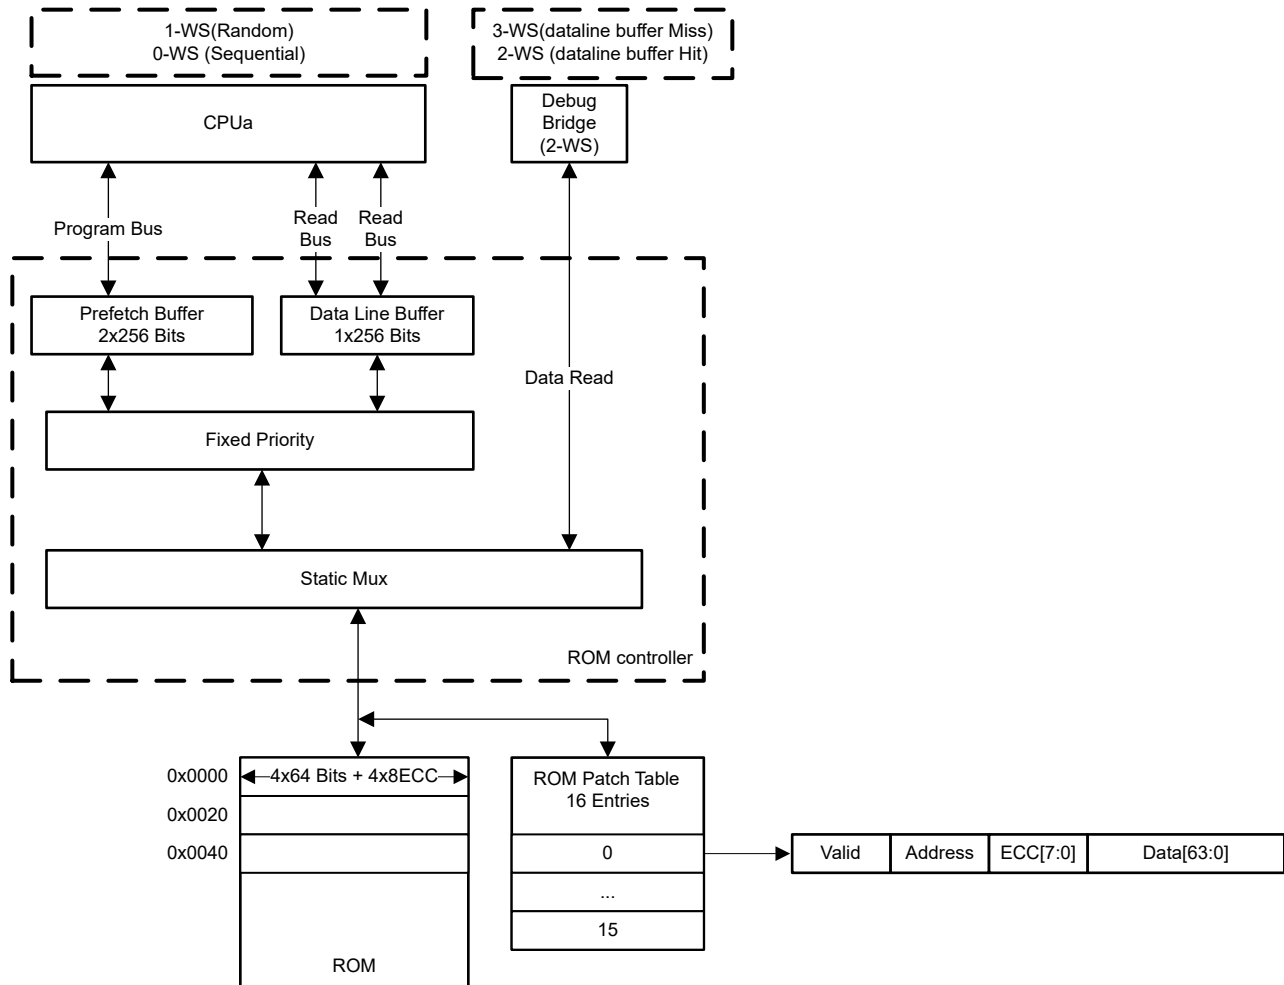 1-WS(Random)
0-WS (Sequential)
3-WS(dataline buffer Miss)
2-WS (dataline buffer Hit)
CPUa
Debug
Bridge
(2-WS)
Program Bus
Read
Bus
Read
Bus
Prefetch Buffer
2x256 Bits
Data Line Buffer
1x256 Bits
Data Read
Fixed Priority
Static Mux
ROM controller
0x0000
4x64 Bits + 4x8ECC
0x0020
0x0040
ROM
ROM Patch Table
16 Entries
0
...
15
Valid
Address
ECC[7:0]
Data[63:0]